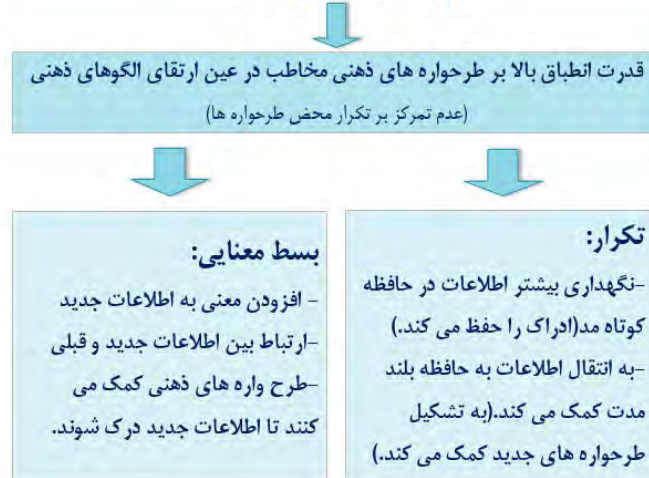 قدرت انطباق بالا بر طرحواره های ذهنی مخاطب در عین ارتقای الگوهای ذهنی
(عدم تمرکز بر تکرار محض طرحواره ها)
تکرار:
-نگهداری بیشتر اطلاعات در حافظه
کوتاه مد(ادراک را حفظ می کند.)
-به انتقال اطلاعات به حافظه بلند
مدت کمک می کند.(به تشکیل
طرحواره های جدید کمک می کند.)
بسط معنایی:
- افزودن معنی به اطلاعات جدید
-ارتباط بین اطلاعات جدید و قبلی
-طرح واره های ذهنی کمک می
کنند تا اطلاعات جدید درک شوند.